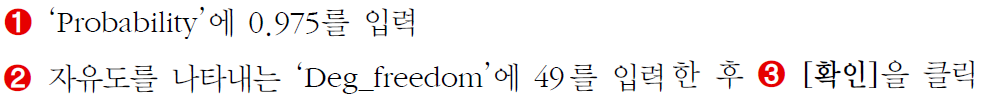 ❶ ‘Probability’에 0.975를 입력
❷ 자유도를 나타내는 ‘Deg_freedom’에 49를 입력한 후 ❸ [확인]을 클릭